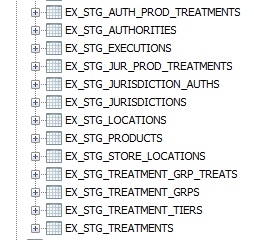 EX_STG_AUTH_PROD_TREATMENTS
EX_STG_AUTHORITIES
EX_STG_EXECUTIONS
EX_STG_JUR_PROD_TREATMENTS
EX_STG_JURISDICTION_AUTHS
EX_STG_JURISDICTIONS
EX_STG_LOCATIONS
EX_STG_PRODUCTS
EX_STG_STORE_LOCATIONS
EX_STG_TREATMENT_GRP_TREATS
EX_STG_TREATMENT_GRPS
EX_STG_TREATMENT_TIERS
EX_STG_TREATMENTS